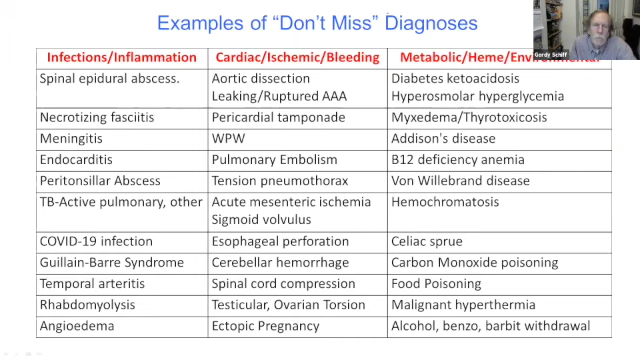 Examples of “Don’t Miss” Diagnoses
Gordy Schiff
Infections/Inflammation
Cardiac/Ischemic/Bleeding
Metabolic/Heme/Environmental
Spinal epidural abscess.
Aortic dissection
Leaking/Ruptured AAA
Diabetes ketoacidosis
Hyperosmolar hyperglycemia
Necrotizing fasciitis
Pericardial tamponade
Myxedema/Thyrotoxicosis
Meningitis
WPW
Addison's disease
Endocarditis
Pulmonary Embolism
B12 deficiency anemia
Peritonsillar Abscess
Tension pneumothorax
Von Willebrand disease
TB-Active pulmonary, other
Acute mesenteric ischemia
Sigmoid volvulus
Hemochromatosis
COVID-19 infection
Esophageal perforation
Celiac sprue
Guillain-Barre Syndrome
Cerebellar hemorrhage
Carbon Monoxide poisoning
Temporal arteritis
Spinal cord compression
Food Poisoning
Rhabdomyolysis
Testicular, Ovarian Torsion
Malignant hyperthermia
Angioedema
Ectopic Pregnancy
Alcohol, benzo, barbit withdrawal